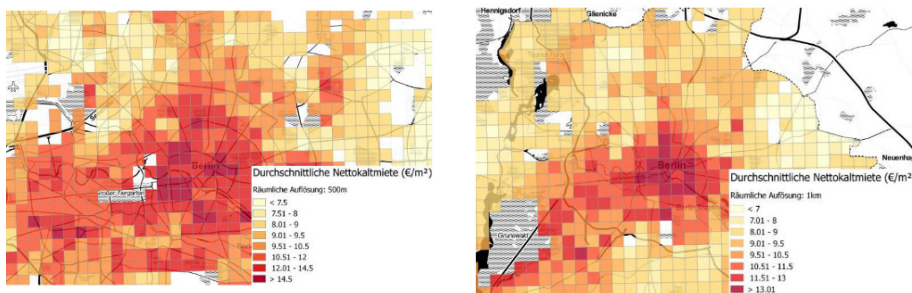 Berlin
Großer Tiergarten
Durchschnittliche Nettokaltmiete (€/m²)
Räumliche Auflösung: 500m
< 7.5
7.51 - 8
8.01 - 9
9.01 - 9.5
9.51 - 10.5
10.51 - 12
12.01 - 14.5
> 14.5
Hennigsdorf
Glienicke
Berlin
Neuenha
Grunewald
Durchschnittliche Nettokaltmiete (€/m²)
Räumliche Auflösung: 1km
< 7
7.01 - 8
8.01 - 9
9.01 - 9.5
9.51 - 10.5
10.51 - 11.5
11.51 - 13
> 13.01